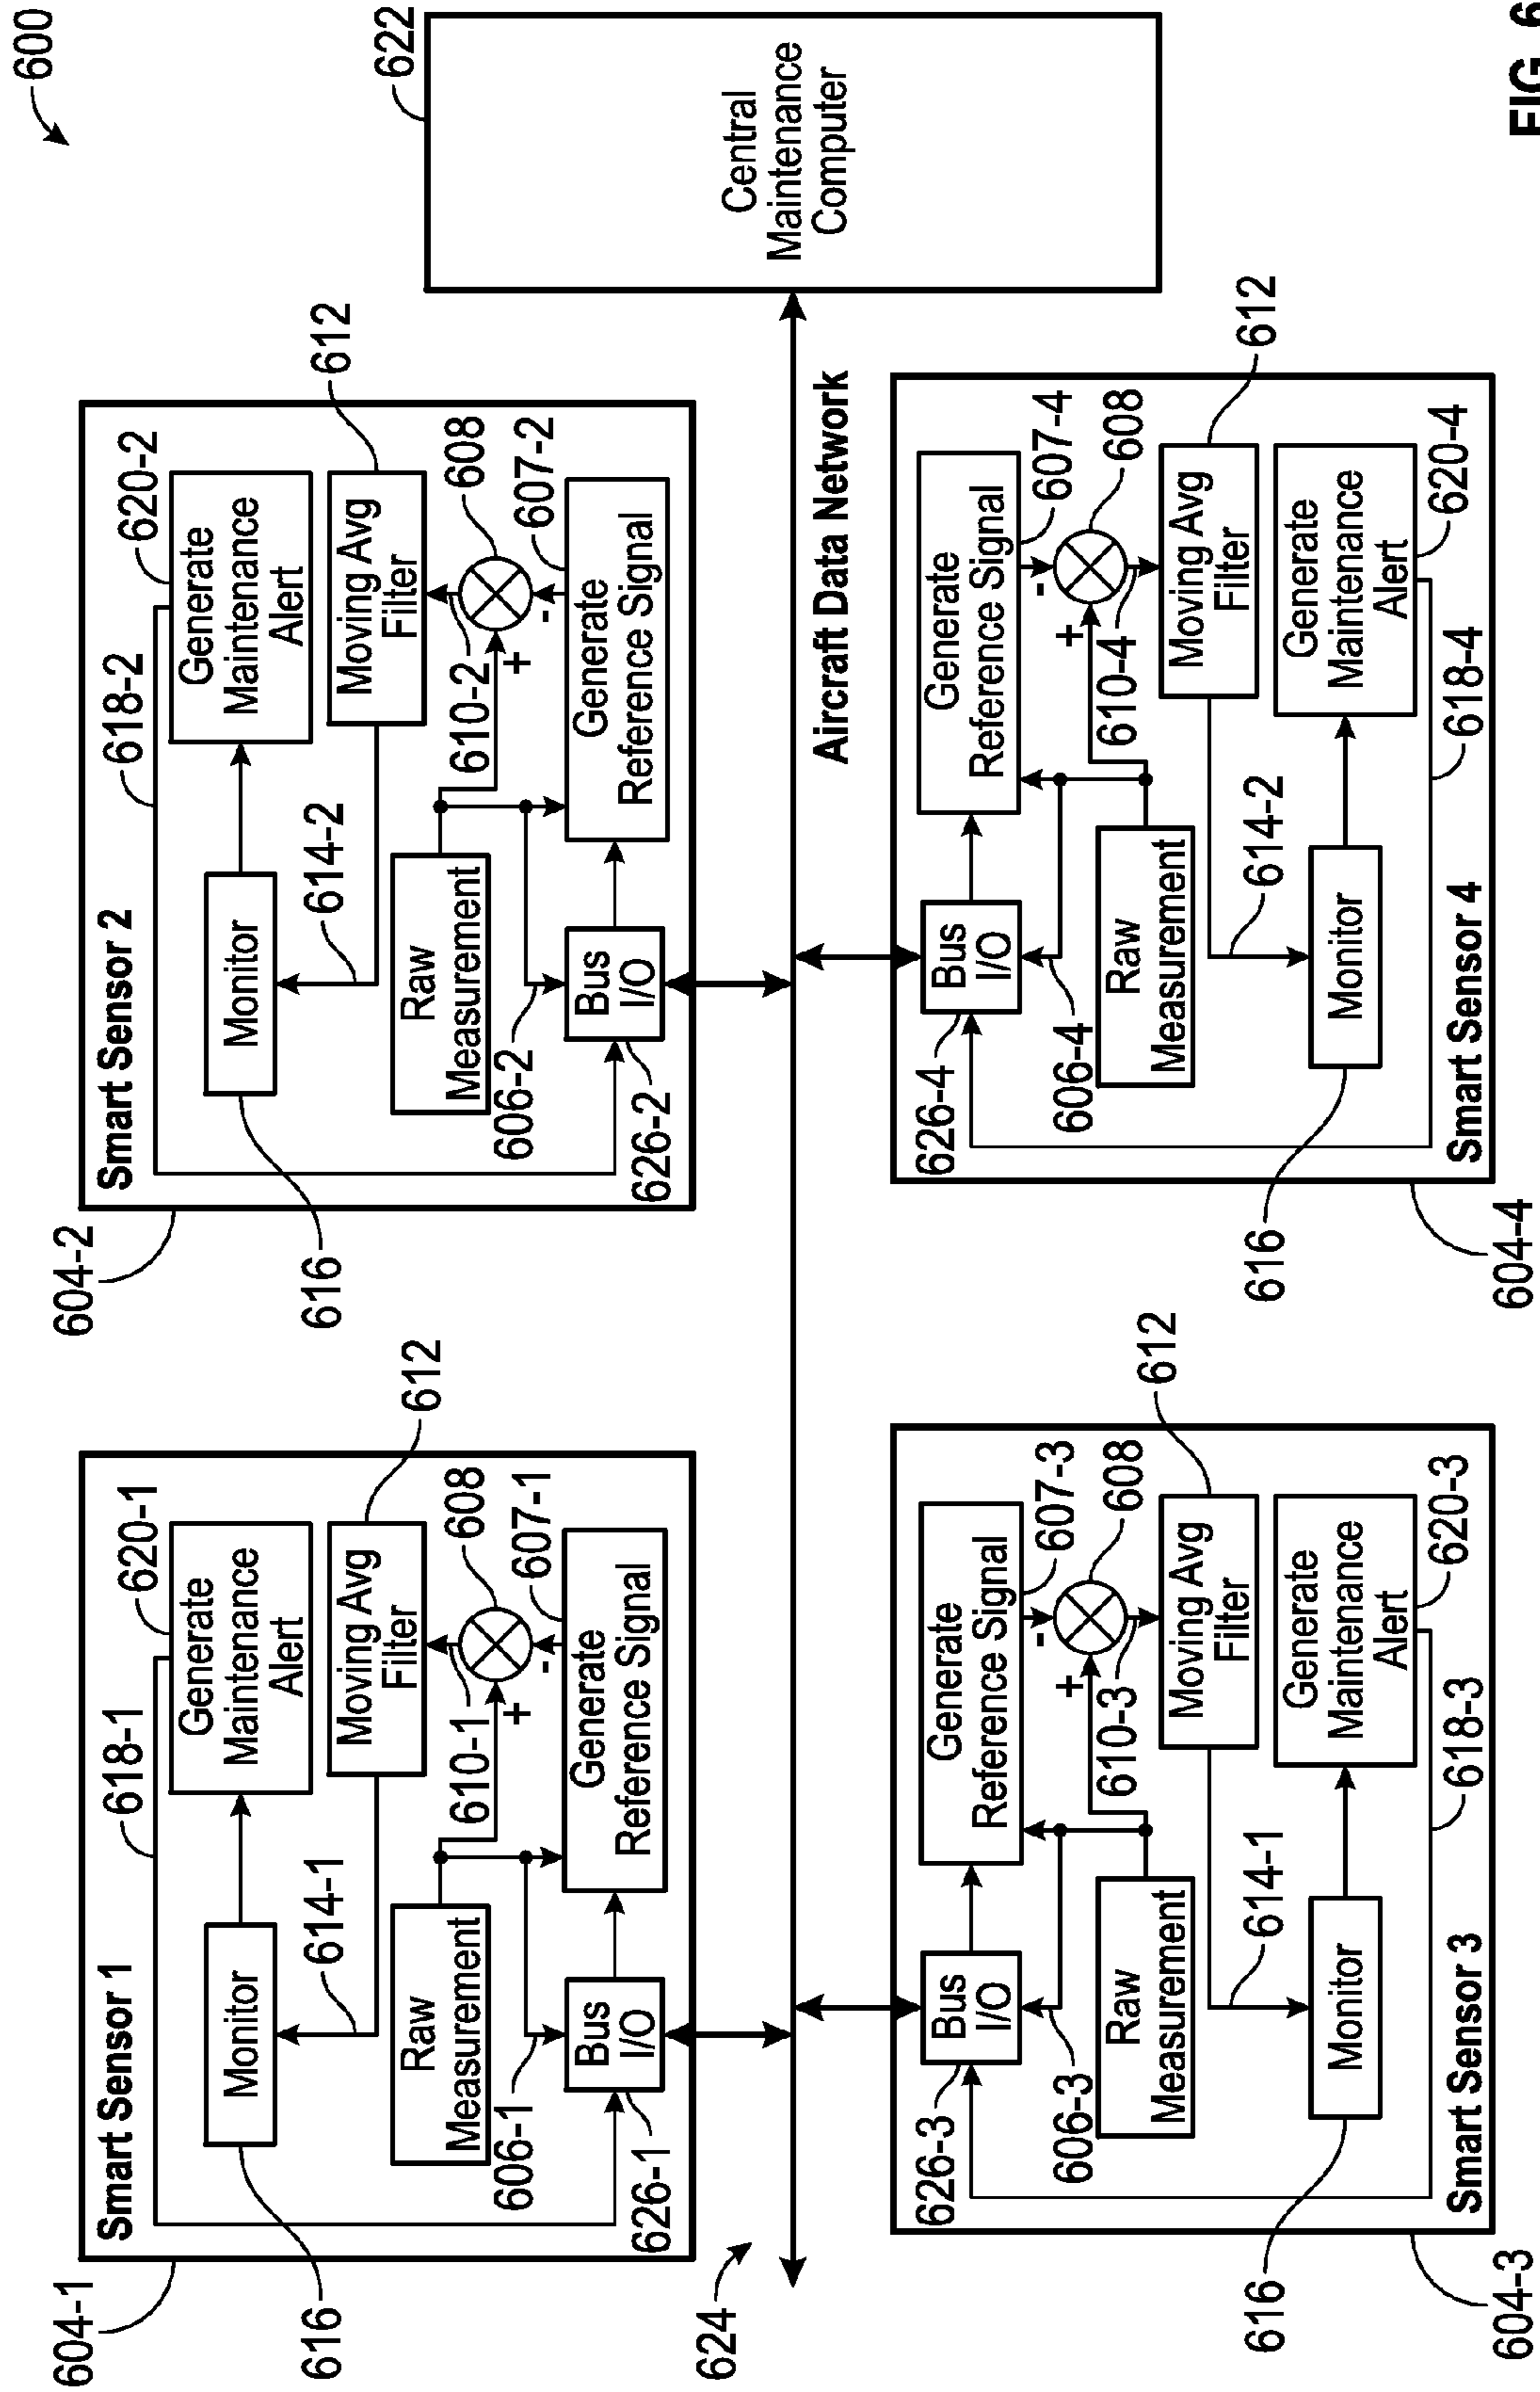 600
604-1
Smart Sensor 1
618-1
620-1
Generate
Maintenance
Alert
Monitor
616
614-1
Moving Avg
Filter
612
Raw
Measurement
610-1
608
+
-
607-1
606-1
Bus
I/O
Generate
Reference Signal
626-1
604-2
Smart Sensor 2
618-2
620-2
Generate
Maintenance
Alert
Monitor
616
614-2
Moving Avg
Filter
612
Raw
Measurement
610-2
608
+
-
607-2
606-2
Bus
I/O
Generate
Reference Signal
626-2
622
Central
Maintenance
Computer
624
Aircraft Data Network
626-3
Bus
I/O
Generate
Reference Signal
607-3
-
+
608
606-3
610-3
Raw
Measurement
Moving Avg
Filter
612
614-1
616
Monitor
Generate
Maintenance
Alert
620-3
618-3
Smart Sensor 3
604-3
626-4
Bus
I/O
Generate
Reference Signal
607-4
-
+
608
606-4
610-4
Raw
Measurement
Moving Avg
Filter
612
614-2
616
Monitor
Generate
Maintenance
Alert
620-4
618-4
Smart Sensor 4
604-4
FIG. 6